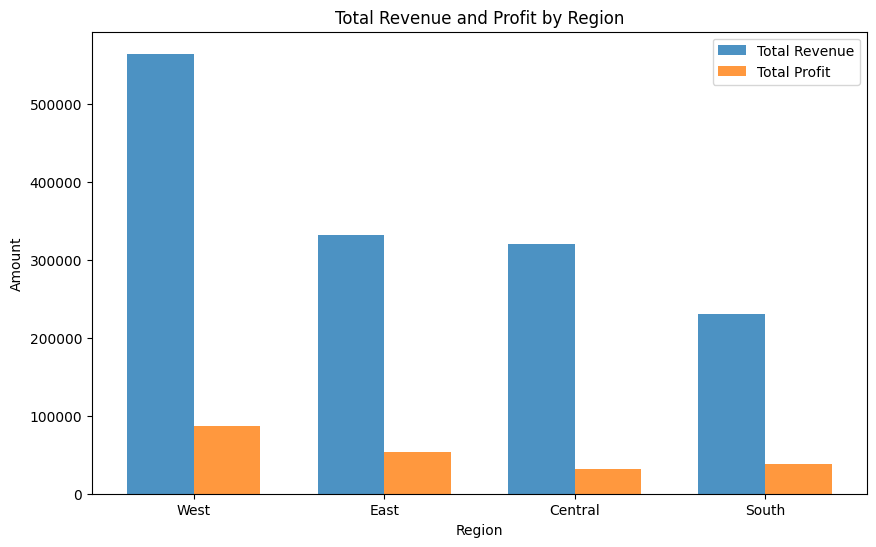 Total Revenue and Profit by Region
Total Revenue
Total Profit
Amount
500000
400000
300000
200000
100000
0
West
East
Central
South
Region